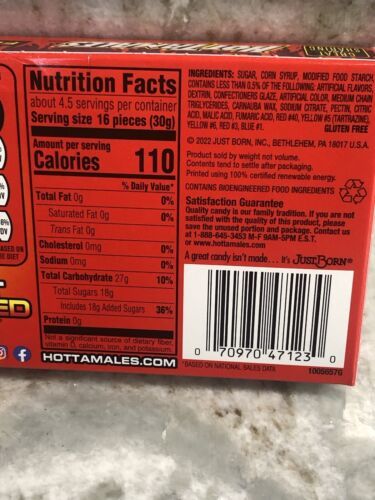 GREAT
Nutrition Facts
about 4.5 servings per container
Serving size 16 pieces (30g)
Amount per serving
Calories 110
% Daily Value*
Total Fat 0g 0%
Saturated Fat 0g 0%
Trans Fat 0g
Cholesterol 0mg 0%
Sodium 0mg 0%
Total Carbohydrate 27g 10%
Total Sugars 18g
Includes 18g Added Sugars 36%
Protein 0g
Not a significant source of dietary fiber,
vitamin D, calcium, iron, and potassium.
HOTTAMALES.COM
INGREDIENTS: SUGAR, CORN SYRUP, MODIFIED FOOD STARCH,
CONTAINS LESS THAN 0.5% OF THE FOLLOWING: ARTIFICIAL FLAVORS,
DEXTRIN, CONFECTIONERS GLAZE, ARTIFICIAL COLOR, MEDIUM CHAIN
TRIGLYCERIDES, CARNAUBA WAX, SODIUM CITRATE, PECTIN, CITRIC
ACID, MALIC ACID, FUMARIC ACID, RED #40, YELLOW #5 (TARTRAZINE),
YELLOW #6, RED #3, BLUE #1.
GLUTEN FREE
© 2022 JUST BORN, INC., BETHLEHEM, PA 18017 U.S.A.
Product sold by weight not volume.
Contents tend to settle after packaging.
Printed using 100% certified renewable energy.
CONTAINS BIOENGINEERED FOOD INGREDIENTS
Satisfaction Guarantee
Quality candy is our family tradition. If you are not
satisfied with the quality of this product, please
save the unused portion and package. Contact us
at 1-888-645-3453 M-F 9AM-5PM E.S.T.
or www.hottamales.com
A great candy isn't made... It's JUST BORN®
0 70970 47123 0
*BASED ON NATIONAL SALES DATA
10056576
%
DV
8%
DV
BASED ON
IE DIET
ED